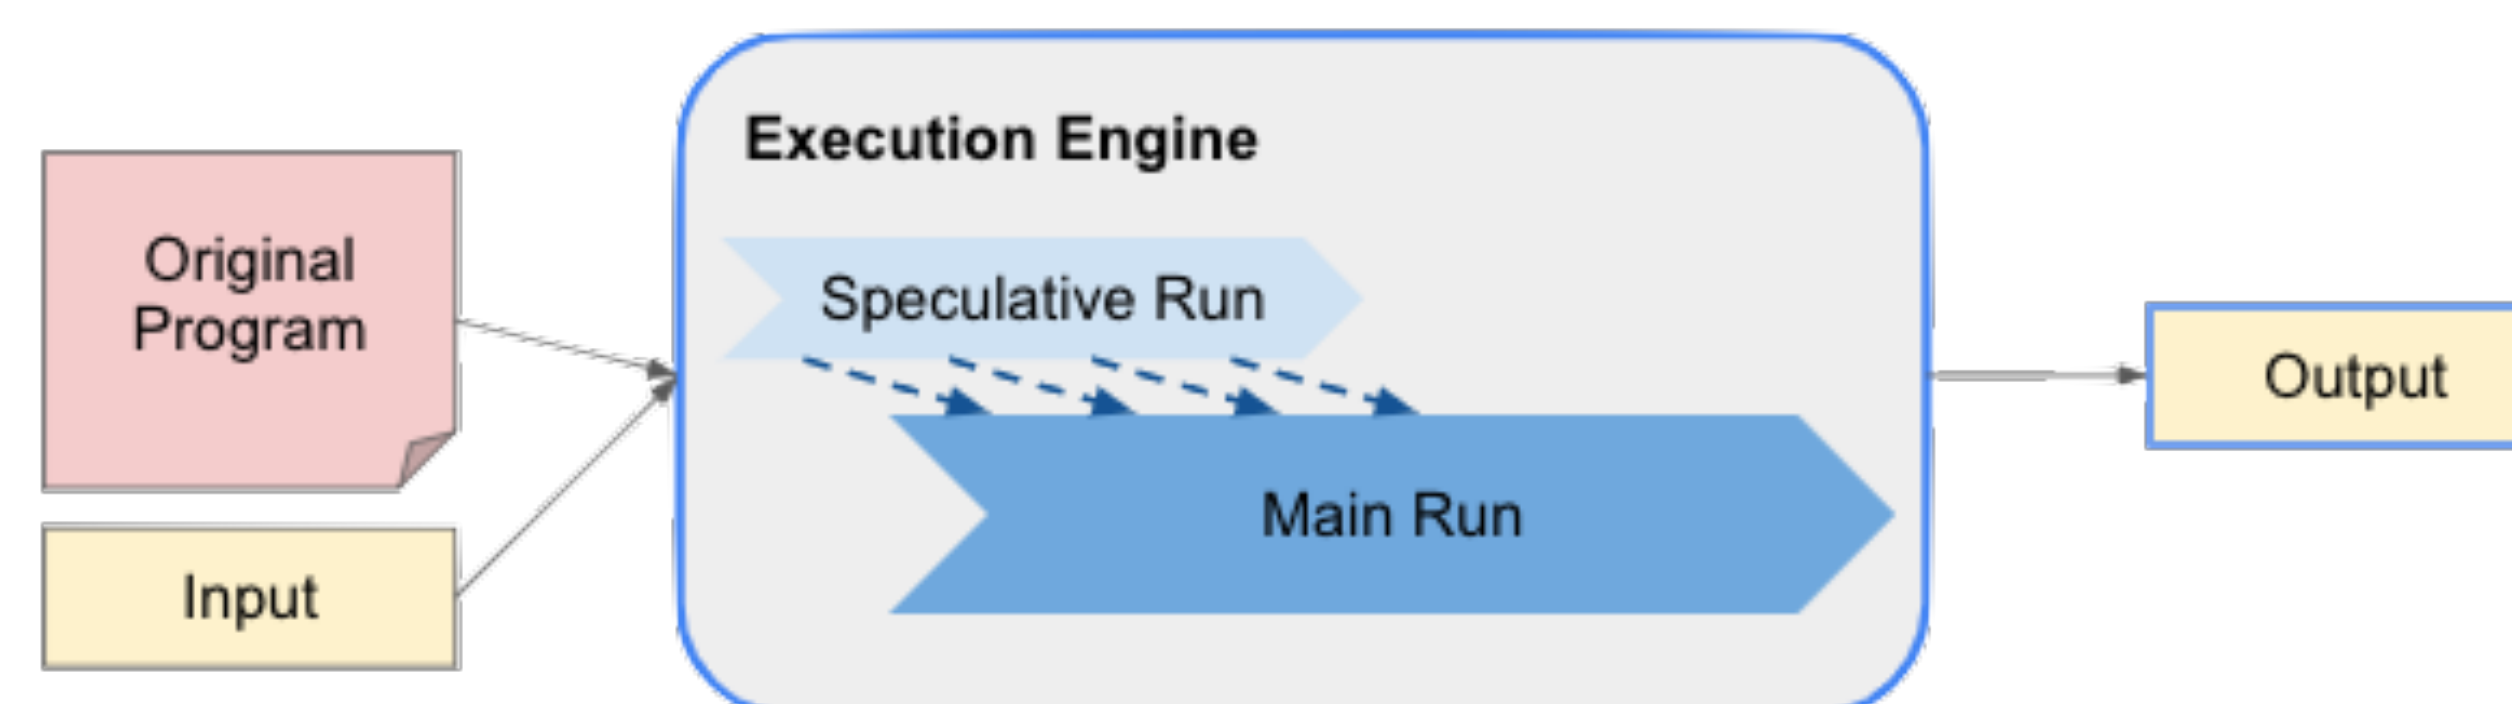 Execution Engine
Original
Program
Speculative Run
Output
Main Run
Input